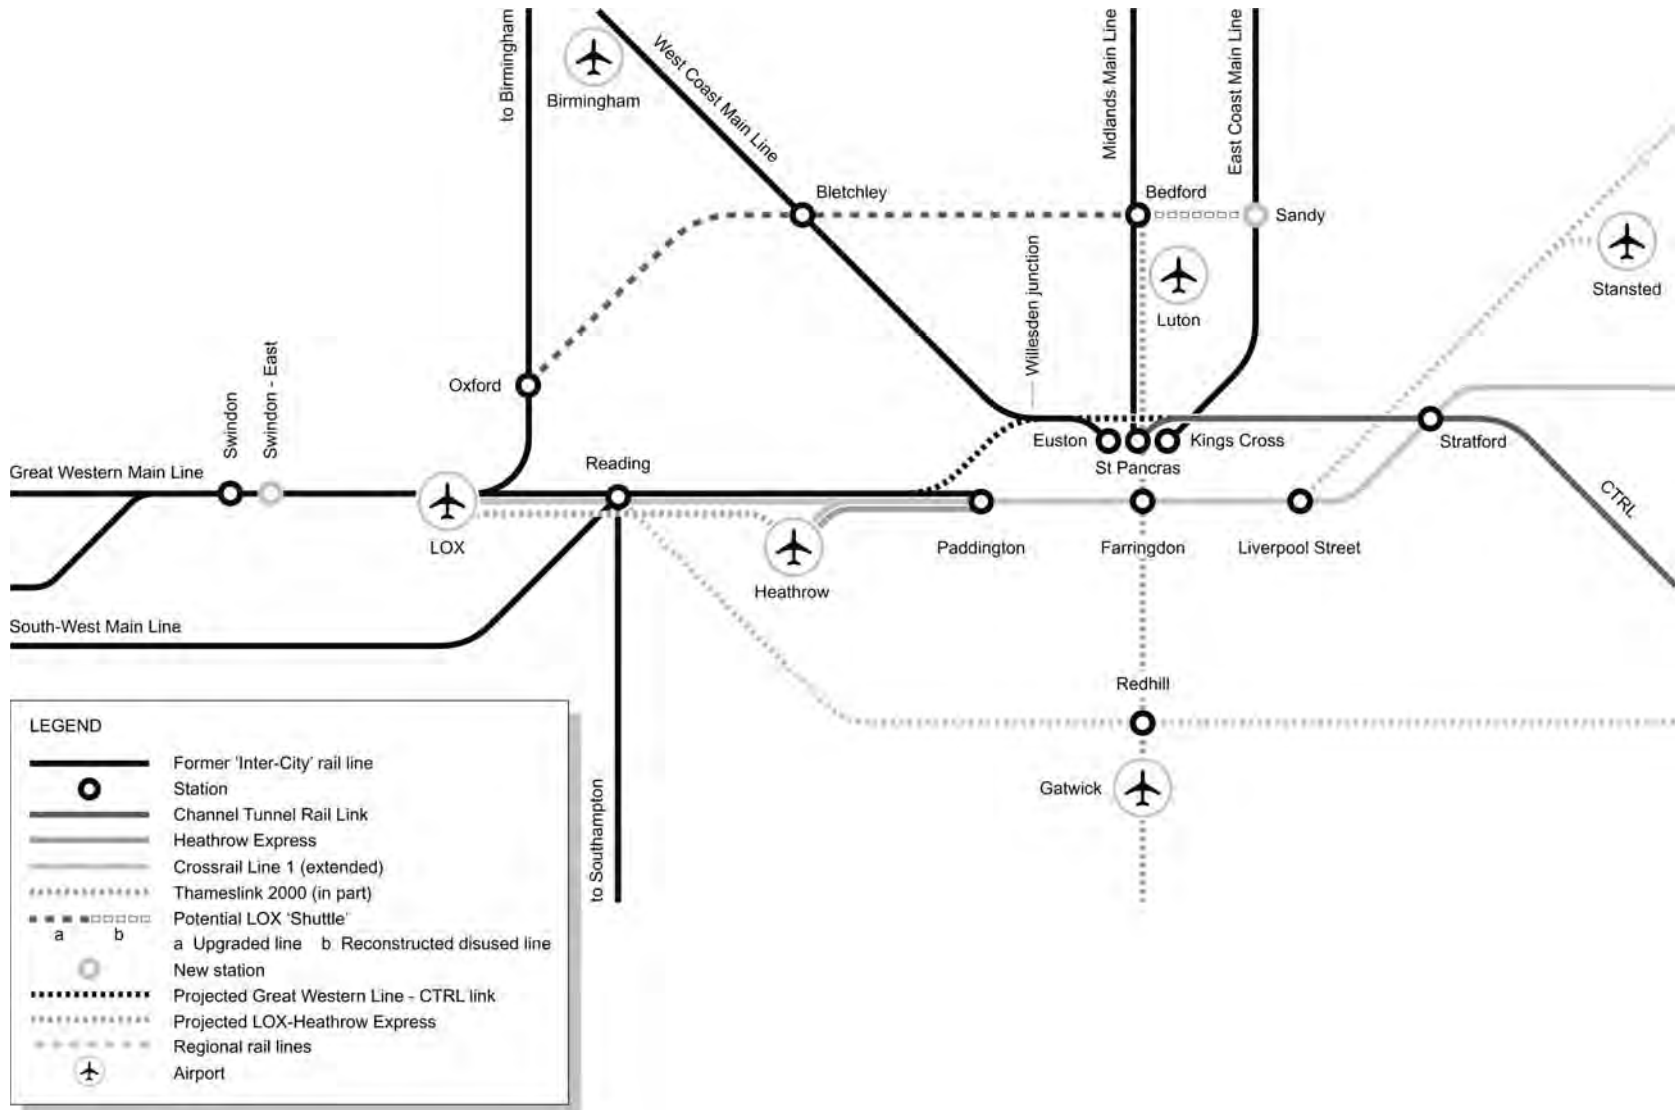 to Birmingham
Birmingham
West Coast Main Line
Midlands Main Line
East Coast Main Line
Bletchley
Bedford
Sandy
Stansted
Luton
Willesden junction
Oxford
Swindon
Swindon - East
Great Western Main Line
Reading
Euston
Kings Cross
St Pancras
Stratford
CTRL
LOX
Heathrow
Paddington
Farringdon
Liverpool Street
South-West Main Line
Redhill
Gatwick
to Southampton
LEGEND
Former 'Inter-City' rail line
Station
Channel Tunnel Rail Link
Heathrow Express
Crossrail Line 1 (extended)
Thameslink 2000 (in part)
Potential LOX 'Shuttle'
a b a Upgraded line b Reconstructed disused line
New station
Projected Great Western Line - CTRL link
Projected LOX-Heathrow Express
Regional rail lines
Airport